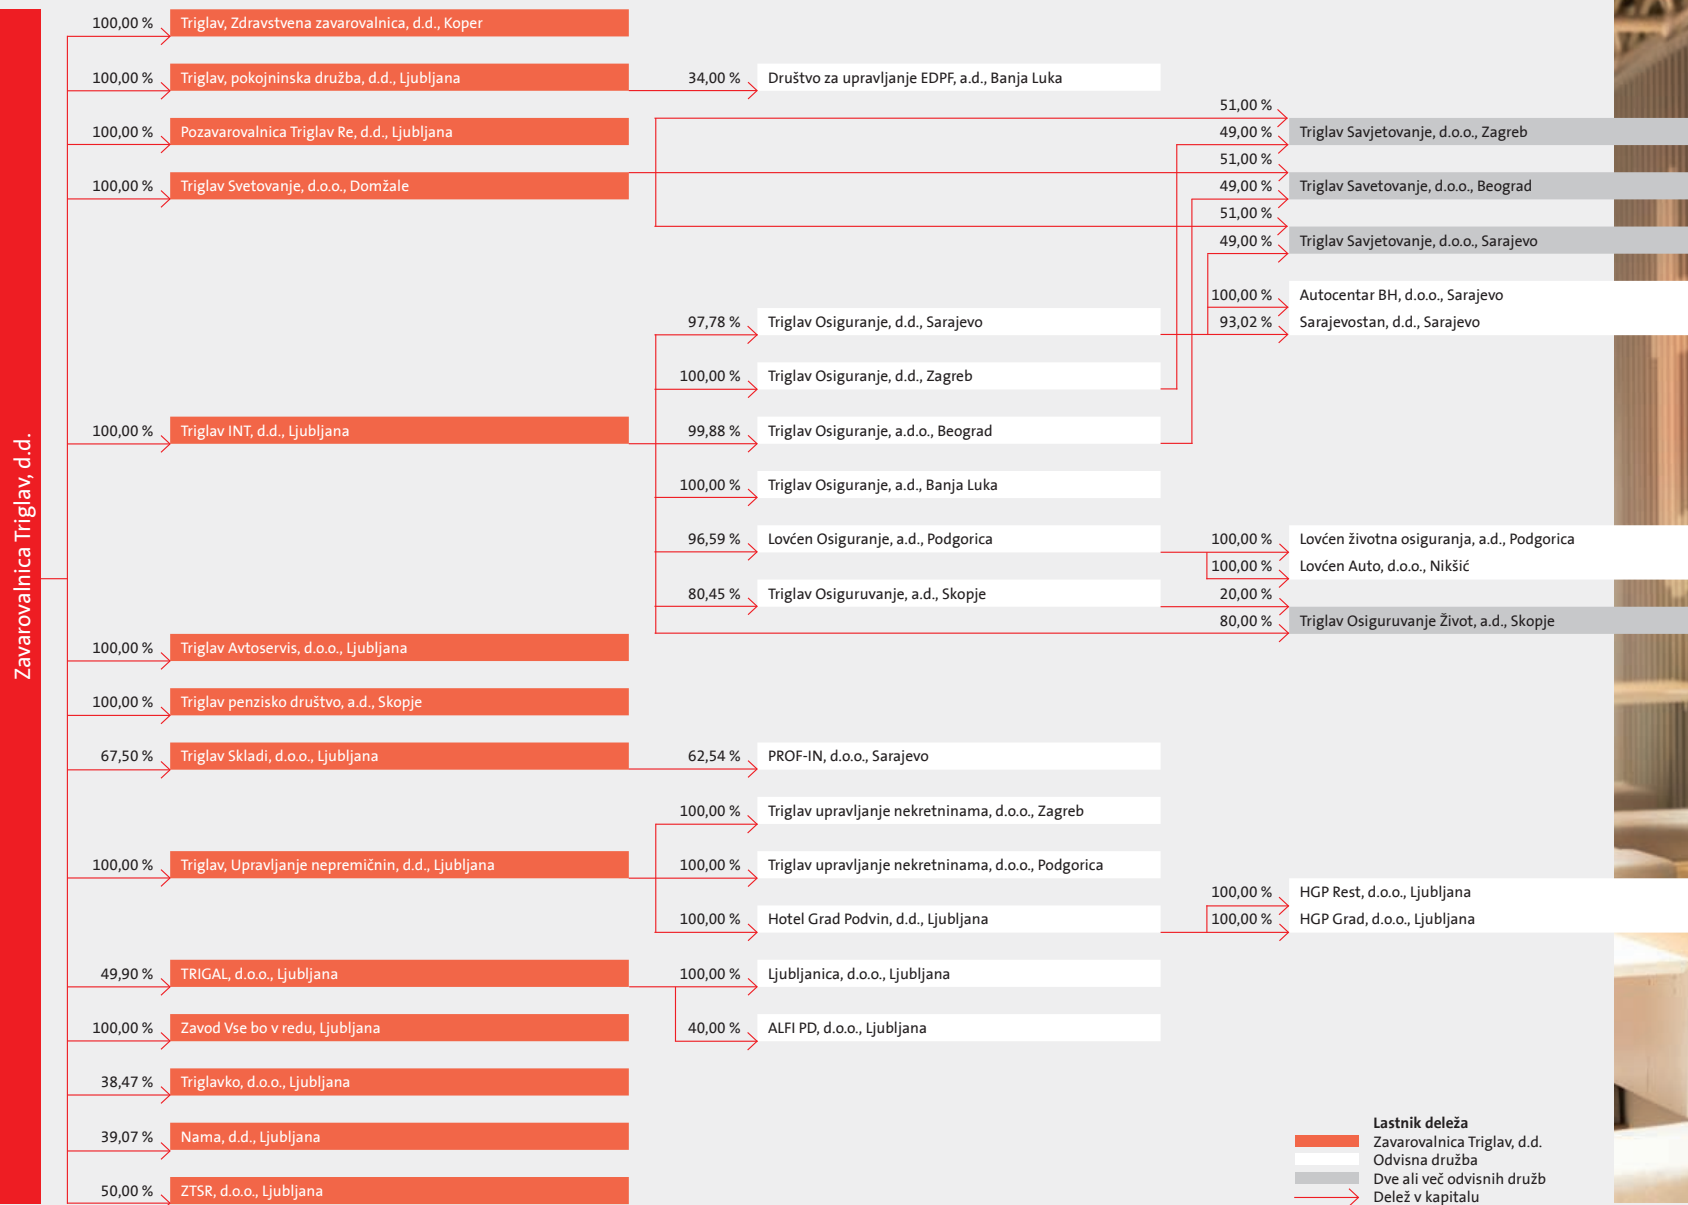 Zavarovalnica Triglav, d.d.
100,00 % Triglav, Zdravstvena zavarovalnica, d.d., Koper
100,00 % Triglav, pokojninska družba, d.d., Ljubljana 34,00 % Društvo za upravljanje EDPF, a.d., Banja Luka
51,00 %
100,00 % Pozavarovalnica Triglav Re, d.d., Ljubljana 49,00 % Triglav Savjetovanje, d.o.o., Zagreb
51,00 %
100,00 % Triglav Svetovanje, d.o.o., Domžale 49,00 % Triglav Savetovanje, d.o.o., Beograd
51,00 %
49,00 % Triglav Savjetovanje, d.o.o., Sarajevo
100,00 % Autocentar BH, d.o.o., Sarajevo
97,78 % Triglav Osiguranje, d.d., Sarajevo 93,02 % Sarajevostan, d.d., Sarajevo
100,00 % Triglav Osiguranje, d.d., Zagreb
100,00 % Triglav INT, d.d., Ljubljana 99,88 % Triglav Osiguranje, a.d.o., Beograd
100,00 % Triglav Osiguranje, a.d., Banja Luka
96,59 % Lovćen Osiguranje, a.d., Podgorica 100,00 % Lovćen životna osiguranja, a.d., Podgorica
100,00 % Lovćen Auto, d.o.o., Nikšić
80,45 % Triglav Osiguruvanje, a.d., Skopje 20,00 %
80,00 % Triglav Osiguruvanje Život, a.d., Skopje
100,00 % Triglav Avtoservis, d.o.o., Ljubljana
100,00 % Triglav penzisko društvo, a.d., Skopje
67,50 % Triglav Skladi, d.o.o., Ljubljana 62,54 % PROF-IN, d.o.o., Sarajevo
100,00 % Triglav upravljanje nekretninama, d.o.o., Zagreb
100,00 % Triglav, Upravljanje nepremičnin, d.d., Ljubljana 100,00 % Triglav upravljanje nekretninama, d.o.o., Podgorica
100,00 % HGP Rest, d.o.o., Ljubljana
100,00 % Hotel Grad Podvin, d.d., Ljubljana 100,00 % HGP Grad, d.o.o., Ljubljana
49,90 % TRIGAL, d.o.o., Ljubljana 100,00 % Ljubljanica, d.o.o., Ljubljana
100,00 % Zavod Vse bo v redu, Ljubljana 40,00 % ALFI PD, d.o.o., Ljubljana
38,47 % Triglavko, d.o.o., Ljubljana
39,07 % Nama, d.d., Ljubljana
50,00 % ZTSR, d.o.o., Ljubljana
Lastnik deleža
Zavarovalnica Triglav, d.d.
Odvisna družba
Dve ali več odvisnih družb
Delež v kapitalu